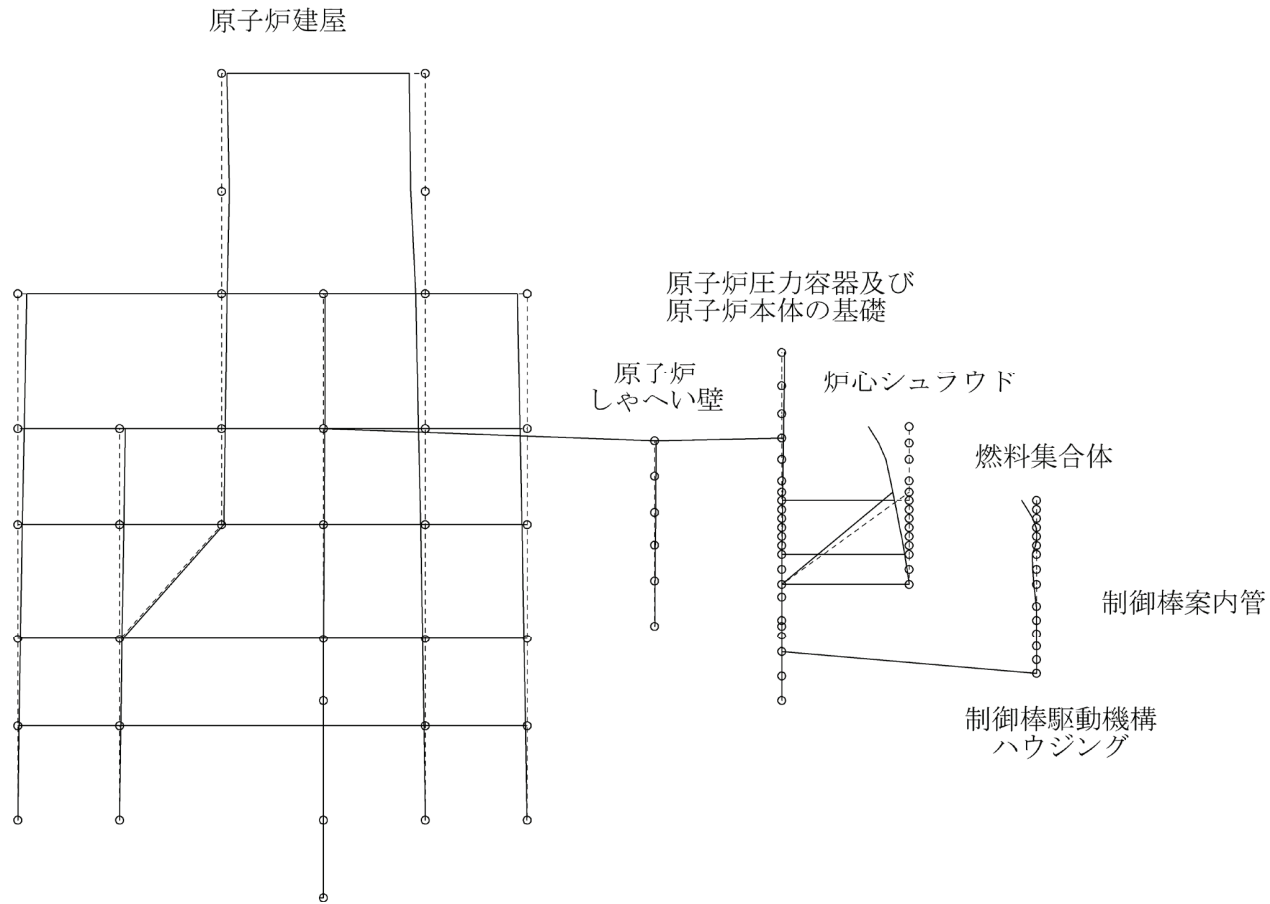 原子炉建屋
原子炉圧力容器及び
原子炉本体の基礎
原子炉
しゃへい壁
炉心シュラウド
燃料集合体
制御棒案内管
制御棒駆動機構
ハウジング